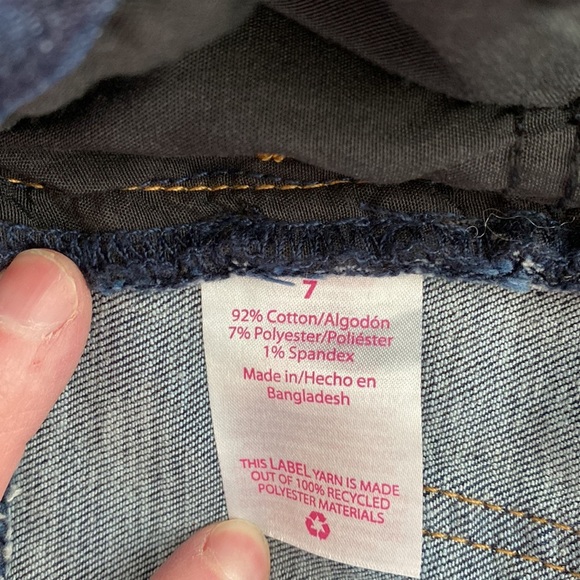 7
92% Cotton/Algodón
7% Polyester/Poliéster
1% Spandex
Made in/Hecho en
Bangladesh
THIS LABEL YARN IS MADE
OUT OF 100% RECYCLED
POLYESTER MATERIALS